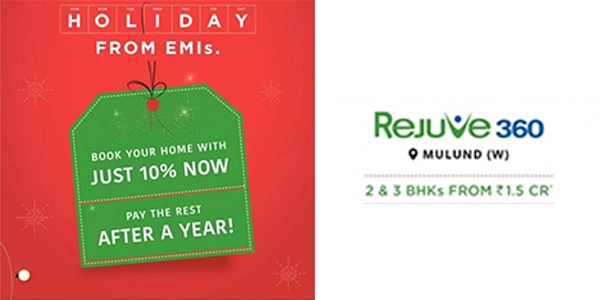 HOLIDAY
FROM EMIs.
BOOK YOUR HOME WITH
JUST 10% NOW
PAY THE REST
AFTER A YEAR!
ReJuVe 360
MULUND (W)
2 & 3 BHKs FROM ₹1.5 CR*